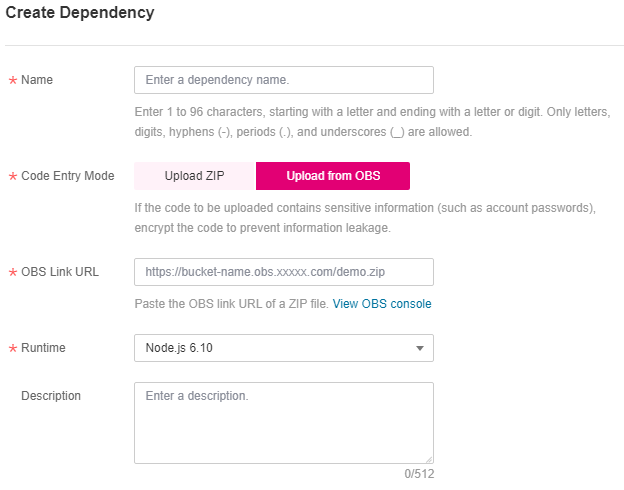 Create Dependency
* Name
Enter a dependency name.
Enter 1 to 96 characters, starting with a letter and ending with a letter or digit. Only letters,
digits, hyphens (-), periods (.), and underscores (_) are allowed.
* Code Entry Mode
Upload ZIP
Upload from OBS
If the code to be uploaded contains sensitive information (such as account passwords),
encrypt the code to prevent information leakage.
* OBS Link URL
https://bucket-name.obs.xxxxx.com/demo.zip
Paste the OBS link URL of a ZIP file. View OBS console
* Runtime
Node.js 6.10
Description
Enter a description.
0/512